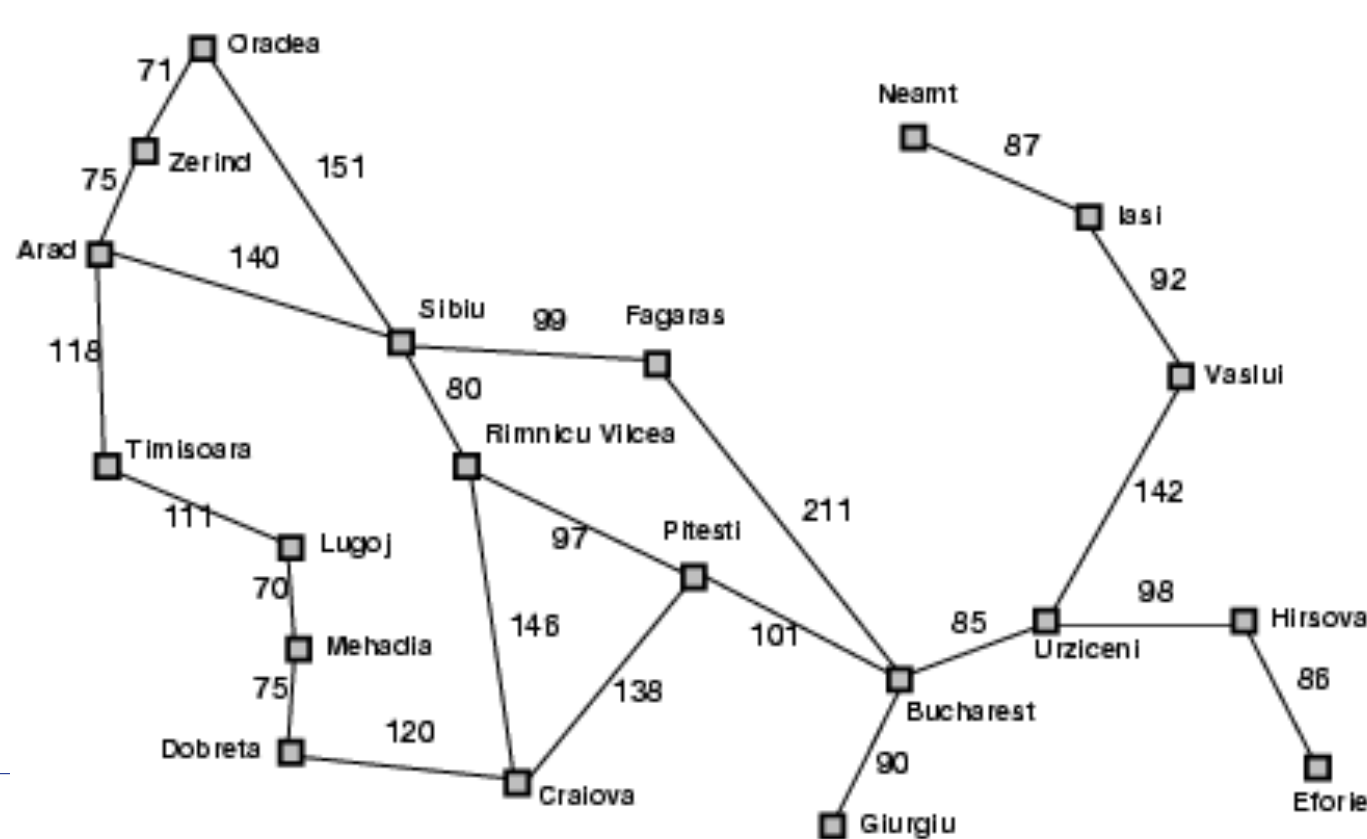 Oradea
71
Neamt
87
Zerind
151
75
Iasi
Arad
140
92
Sibiu
99
Fagaras
118
80
Vaslui
Rimnicu Vilcea
Timisoara
142
211
111
Lugoj
97
Pitesti
70
98
Hirsova
146
101
85
Urziceni
Mehadia
86
75
138
Bucharest
120
Dobreta
90
Craiova
Eforie
Giurgiu